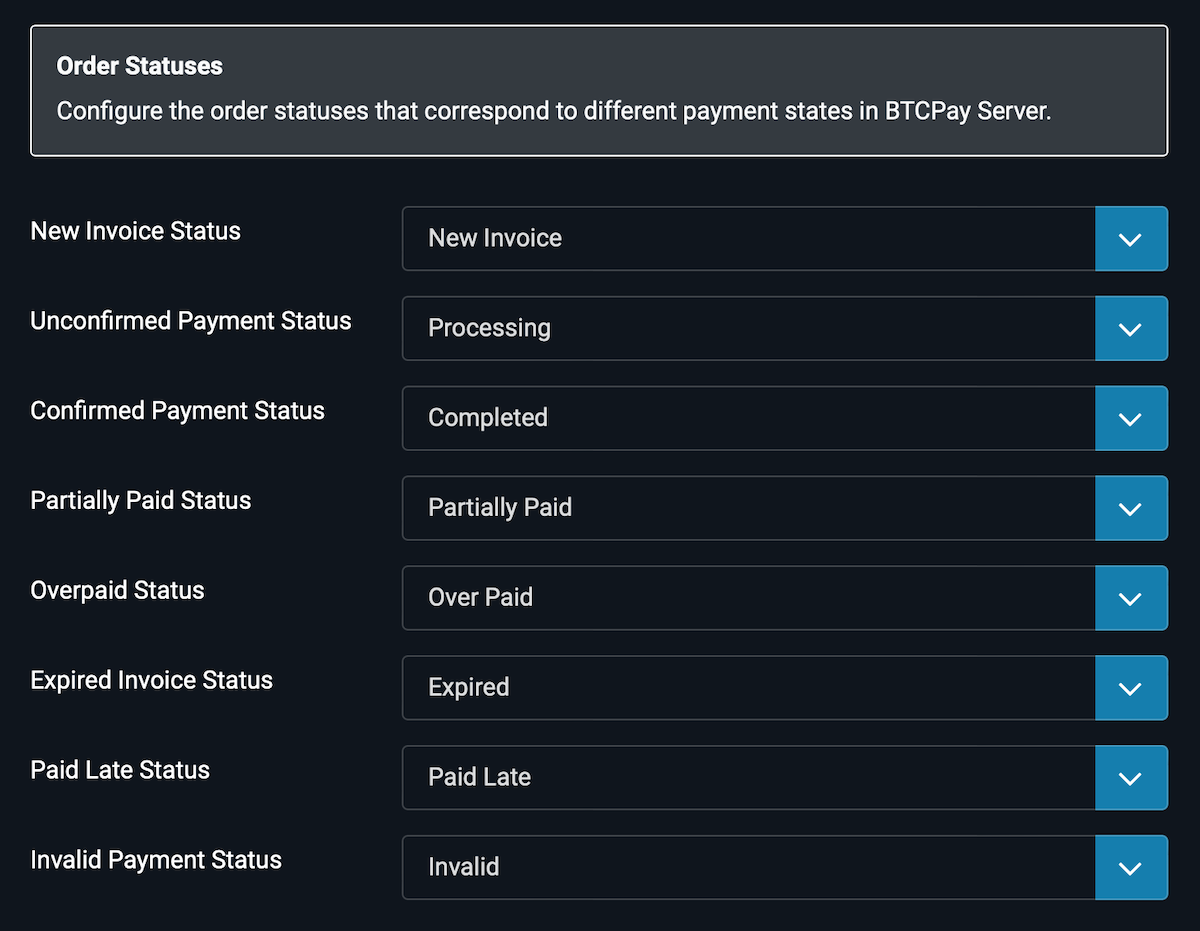 Order Statuses
Configure the order statuses that correspond to different payment states in BTCPay Server.
New Invoice Status
New Invoice
Unconfirmed Payment Status
Processing
Confirmed Payment Status
Completed
Partially Paid Status
Partially Paid
Overpaid Status
Over Paid
Expired Invoice Status
Expired
Paid Late Status
Paid Late
Invalid Payment Status
Invalid